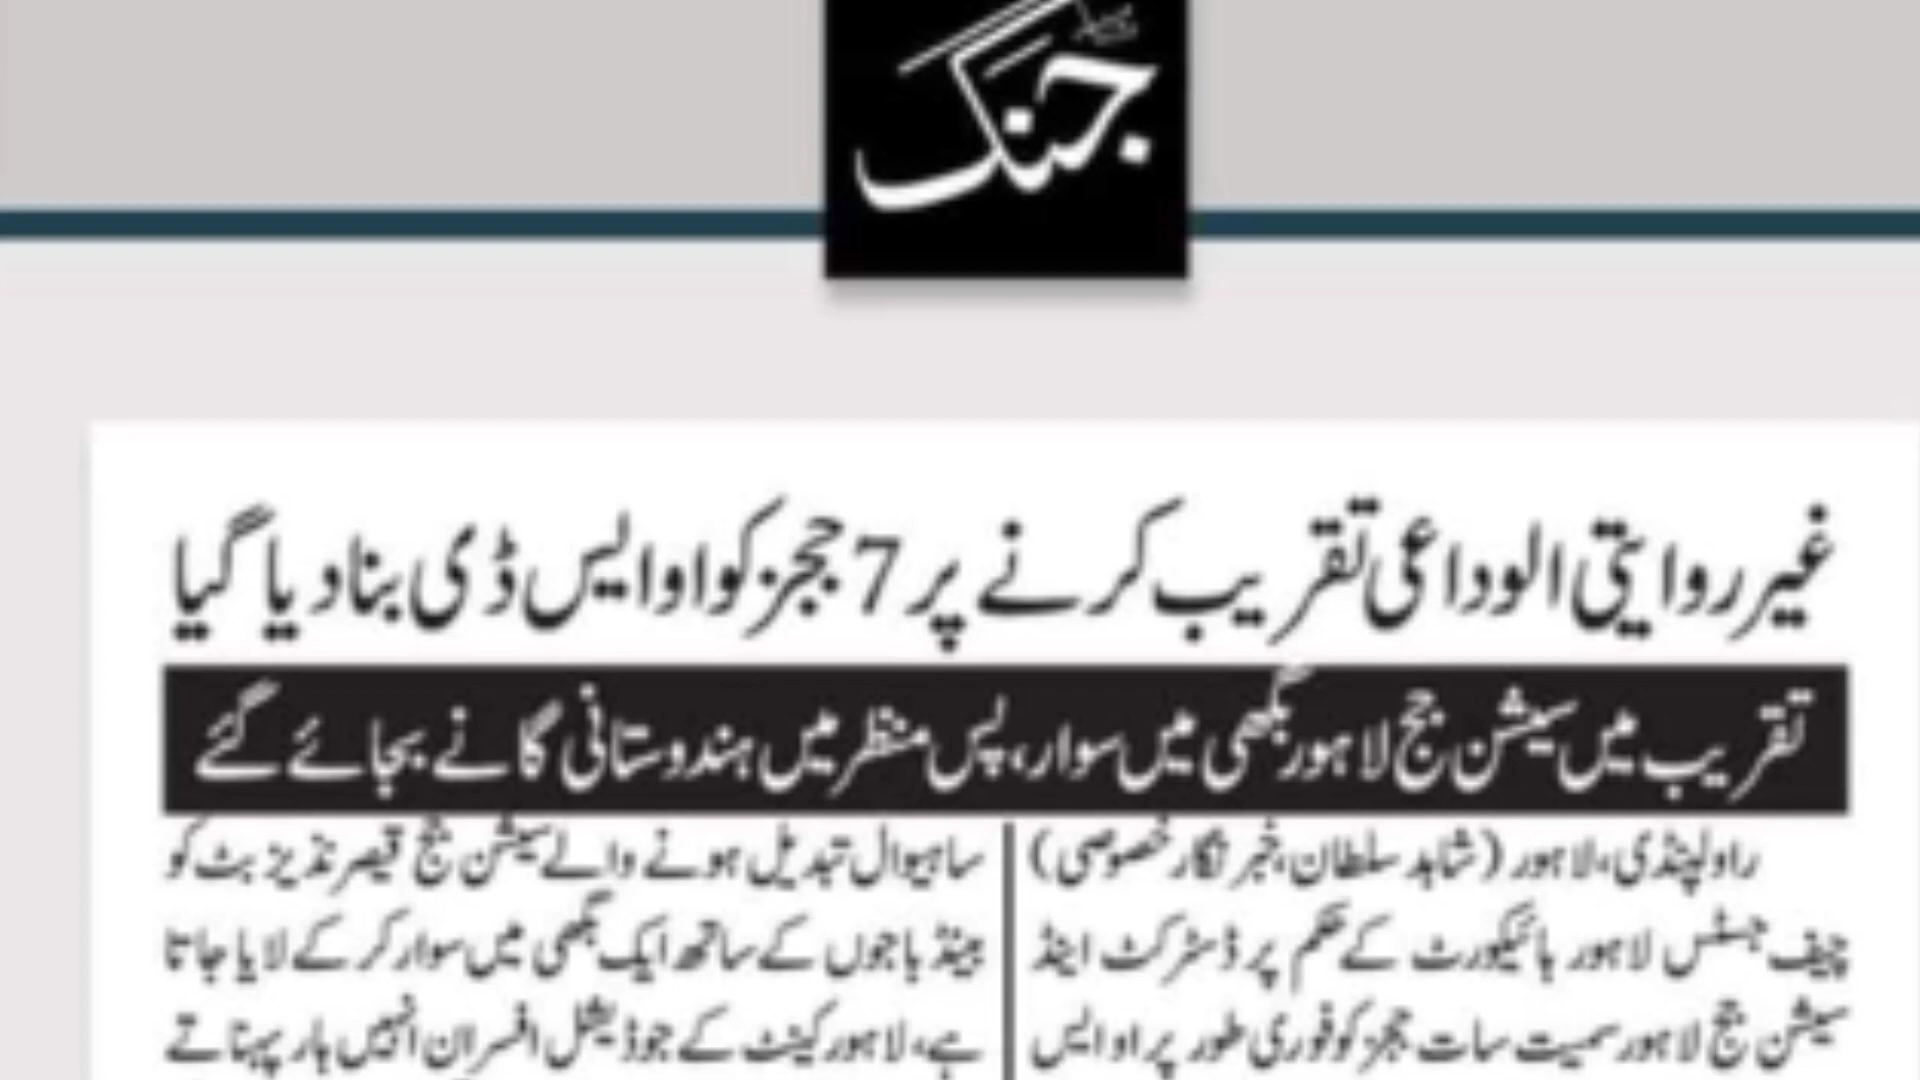 جنگ
غیر روایتی الوداعی تقریب کرنے پر 7 ججز کو او ایس ڈی بنا دیا گیا
تقریب میں سیشن جج لاہور بگھی میں سوار، پس منظر میں ہندوستانی گانے بجائے گئے
راولپنڈی، لاہور (شاہد سلطان، خبر نگار خصوصی)
چیف جسٹس لاہور ہائیکورٹ کے حکم پر ڈسٹرکٹ اینڈ
سیشن جج لاہور سمیت سات ججز کو فوری طور پر او ایس
ساہیوال تبدیل ہونے والے سیشن جج قیصر نذیر بٹ کو
بینڈ باجوں کے ساتھ ایک بگھی میں سوار کر کے لایا جاتا
ہے، لاہور کینٹ کے جوڈیشل افسران انہیں ہار پہناتے